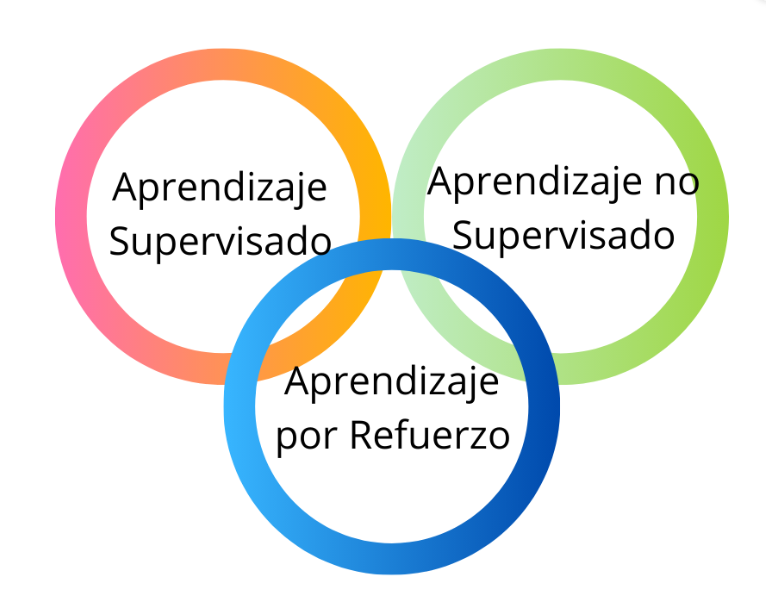 Aprendizaje
Supervisado
Aprendizaje no
Supervisado
Aprendizaje
por Refuerzo